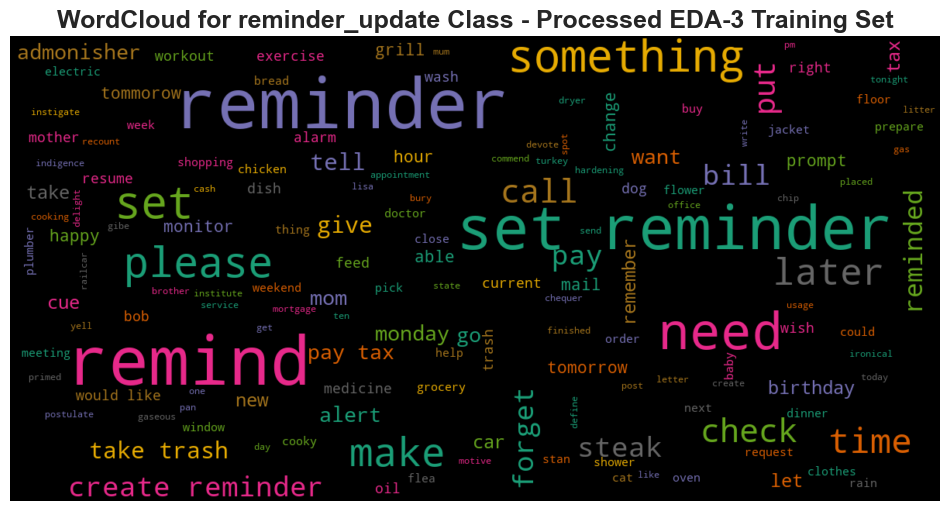 WordCloud for reminder_update Class - Processed EDA-3 Training Set
admonisher
workout
exercise
grill
mum
something
put
right
pm
tax
electric
tommorow
bread
reminder
wash
tonight
instigate
dryer
change
buy
floor
litter
mother
recount
week
alarm
devote
spot
write
jacket
prepare
gas
indigence
shopping
chicken
tell
hour
commend
turkey
hardening
want
bill
prompt
resume
cash
lisa
appointment
dog
flower
placed
take
delight
set
dish
bury
call
office
chip
cooking
gibe
monitor
thing
give
doctor
set reminder
send
reminded
plumber
happy
railcar
please
feed
close
able
pay
remember
later
cue
brother
institute
service
weekend
mom
pick
state
current
mail
chequer
mortgage
ten
bob
yell
get
monday
go
trash
finished
order
need
wish
usage
could
meeting
remind
pay tax
help
tomorrow
baby
ironical
primed
would like
one
new
medicine
grocery
post
letter
create
birthday
today
postulate
gaseous
pan
window
alert
forget
define
next
dinner
take trash
day
cooky
make
car
steak
check
time
motive
stan
shower
request
clothes
create reminder
oil
flea
cat
like
oven
let
rain